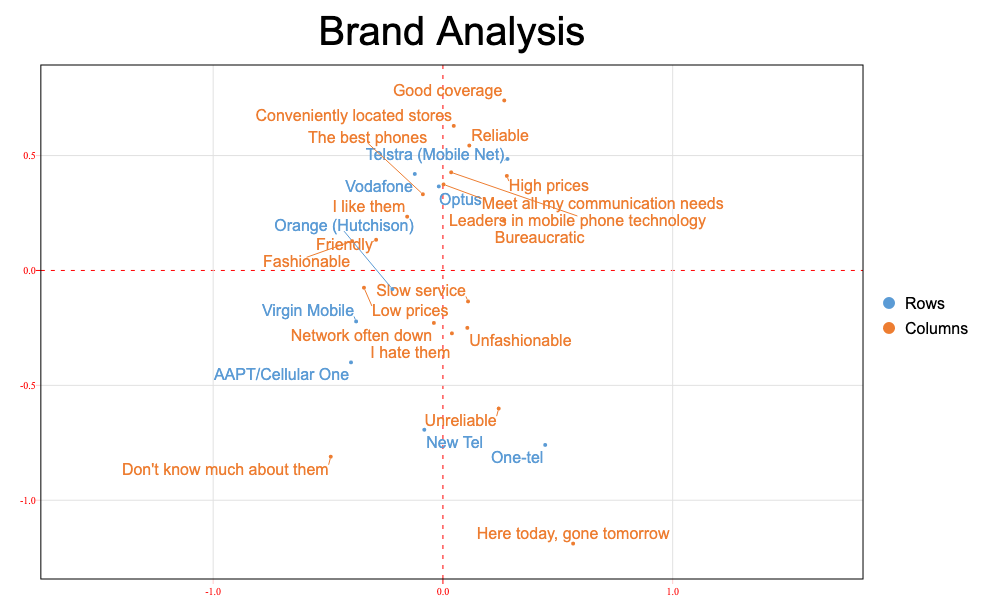 Brand Analysis
Good coverage
Conveniently located stores
The best phones
Reliable
Telstra (Mobile Net)
0.5
Vodafone
High prices
Optus
Meet all my communication needs
I like them
Leaders in mobile phone technology
Orange (Hutchison)
Bureaucratic
Friendly
Fashionable
0.0
Slow service
Rows
Virgin Mobile
Low prices
Columns
Network often down
Unfashionable
I hate them
AAPT/Cellular One
-0.5
Unreliable
New Tel
One-tel
Don't know much about them
-1.0
Here today, gone tomorrow
-1.0
0.0
1.0